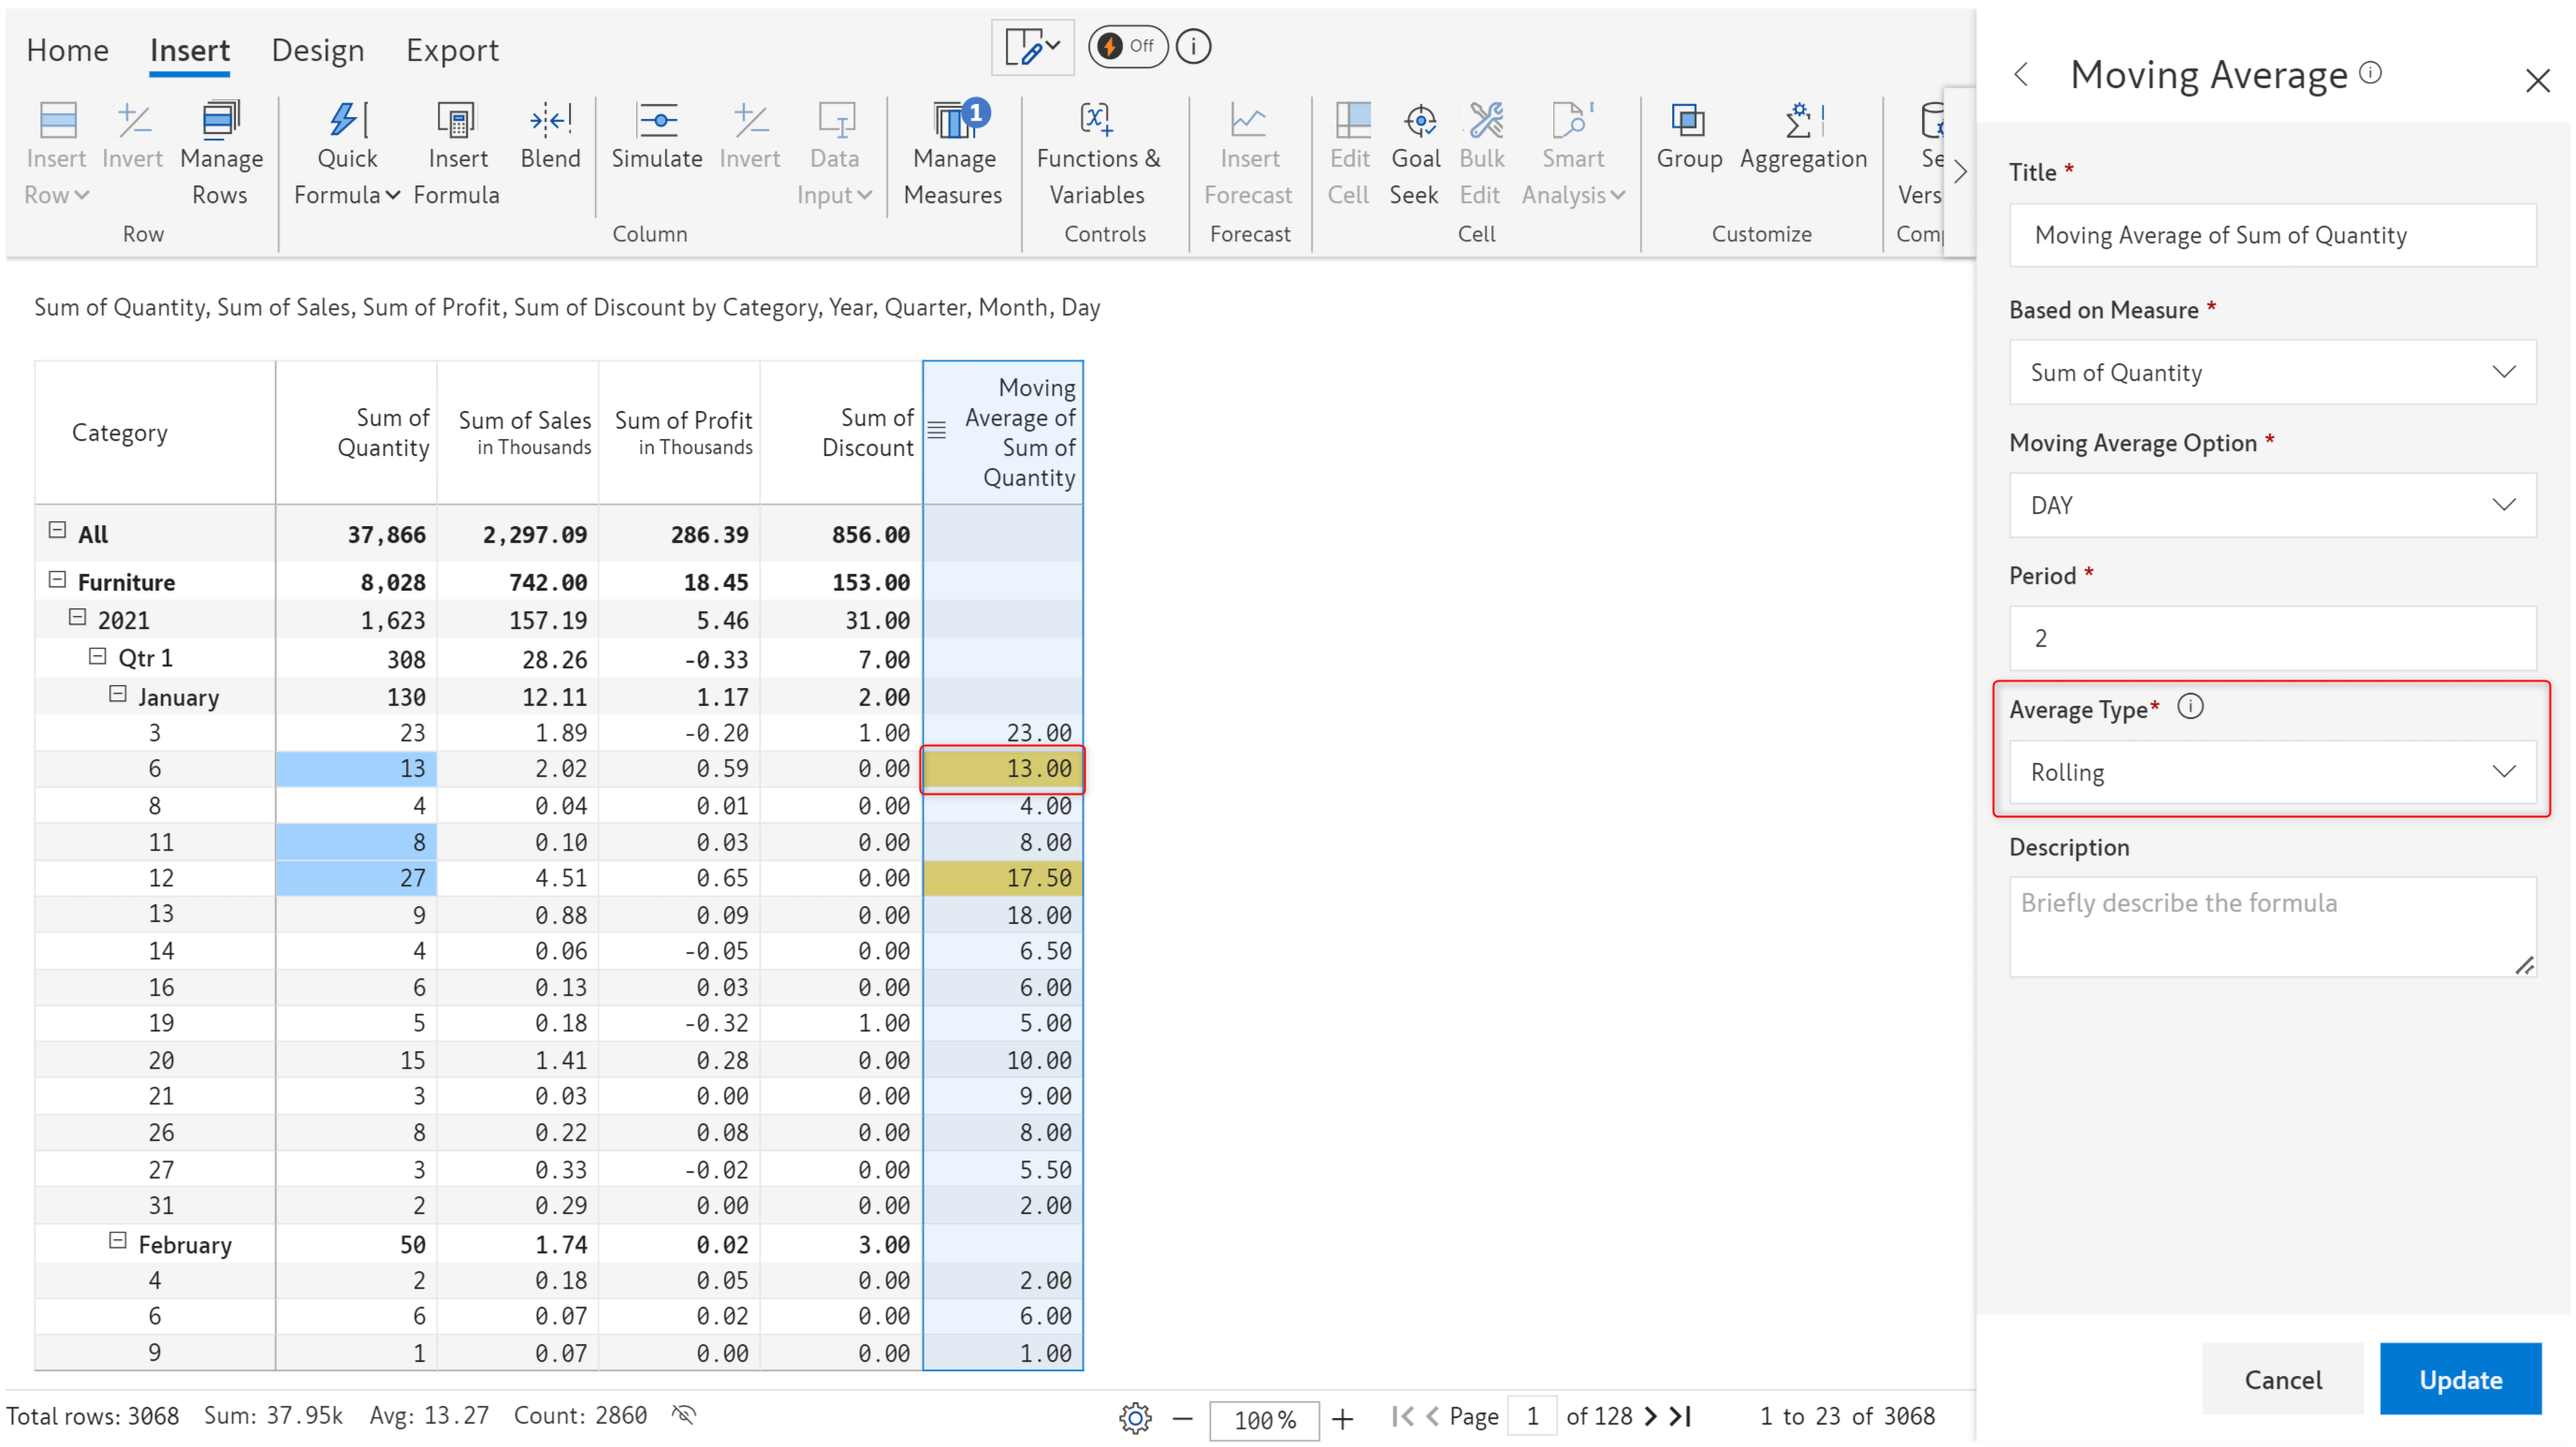 Home Insert Design Export Off
Insert Row Invert Manage Rows Quick Formula Insert Formula Blend Simulate Invert Data Input Manage Measures 1 Functions & Variables Insert Forecast Edit Cell Goal Seek Bulk Edit Smart Analysis Group Aggregation
Row Column Controls Forecast Cell Customize
Sum of Quantity, Sum of Sales, Sum of Profit, Sum of Discount by Category, Year, Quarter, Month, Day
Category Sum of Quantity Sum of Sales in Thousands Sum of Profit in Thousands Sum of Discount Moving Average of Sum of Quantity
All 37,866 2,297.09 286.39 856.00
Furniture 8,028 742.00 18.45 153.00
2021 1,623 157.19 5.46 31.00
Qtr 1 308 28.26 -0.33 7.00
January 130 12.11 1.17 2.00
3 23 1.89 -0.20 1.00 23.00
6 13 2.02 0.59 0.00 13.00
8 4 0.04 0.01 0.00 4.00
11 8 0.10 0.03 0.00 8.00
12 27 4.51 0.65 0.00 17.50
13 9 0.88 0.09 0.00 18.00
14 4 0.06 -0.05 0.00 6.50
16 6 0.13 0.03 0.00 6.00
19 5 0.18 -0.32 1.00 5.00
20 15 1.41 0.28 0.00 10.00
21 3 0.03 0.00 0.00 9.00
26 8 0.22 0.08 0.00 8.00
27 3 0.33 -0.02 0.00 5.50
31 2 0.29 0.00 0.00 2.00
February 50 1.74 0.02 3.00
4 2 0.18 0.05 0.00 2.00
6 6 0.07 0.02 0.00 6.00
9 1 0.07 0.00 0.00 1.00
Total rows: 3068 Sum: 37.95k Avg: 13.27 Count: 2860 100% Page 1 of 128 1 to 23 of 3068
Moving Average
Title *
Moving Average of Sum of Quantity
Based on Measure *
Sum of Quantity
Moving Average Option *
DAY
Period *
2
Average Type*
Rolling
Description
Briefly describe the formula
Cancel Update